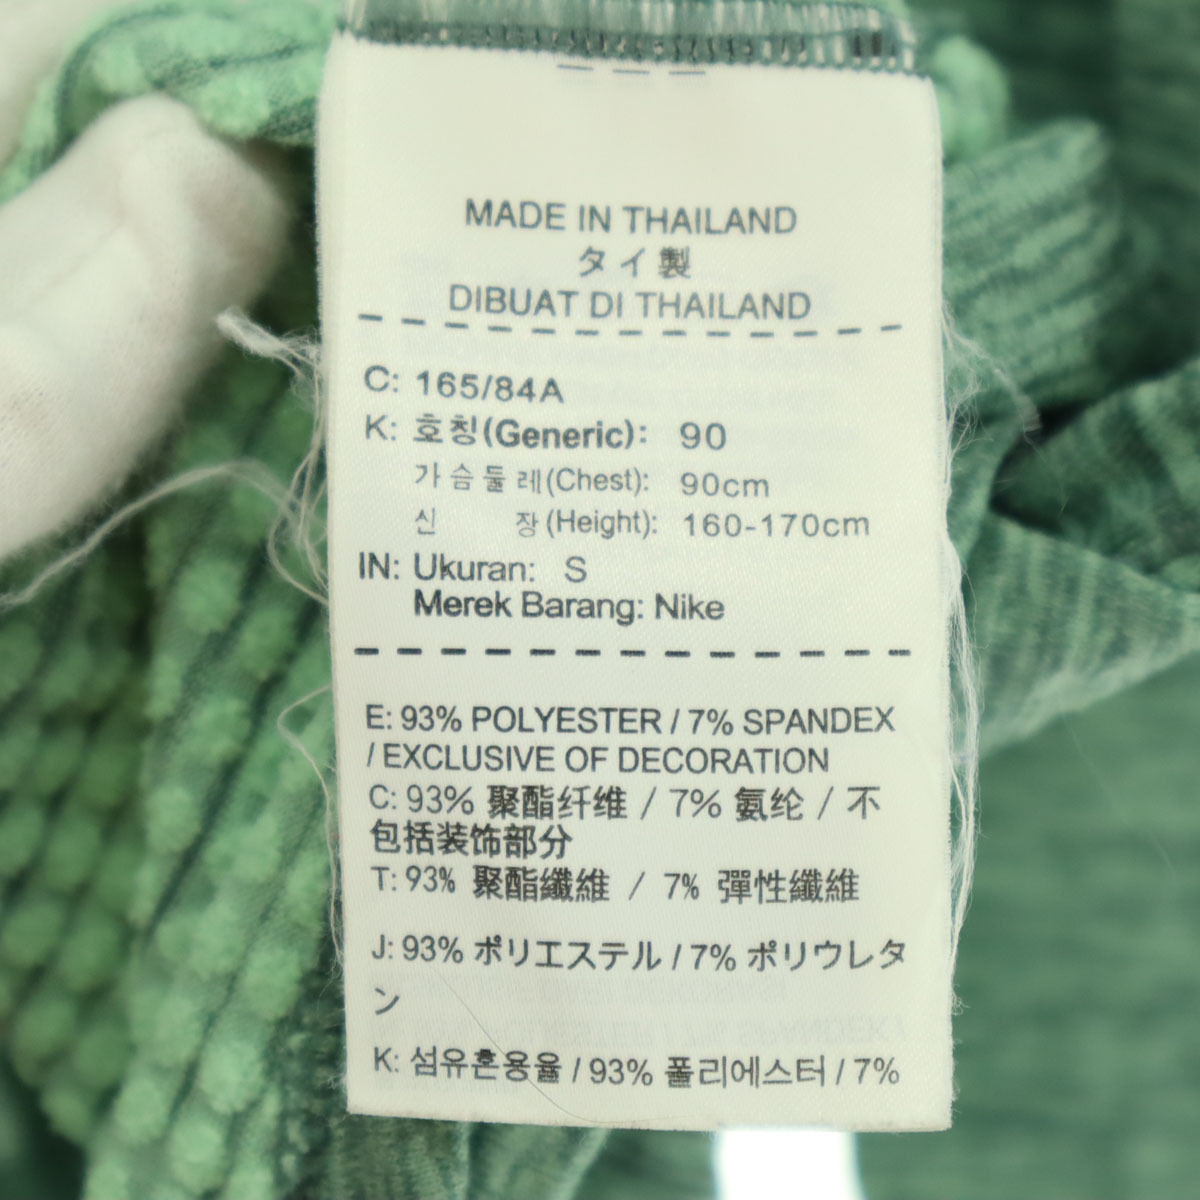 MADE IN THAILAND
タイ製
DIBUAT DI THAILAND
C: 165/84A
K: 호칭(Generic): 90
가슴둘레(Chest): 90cm
신 장(Height): 160-170cm
IN: Ukuran: S
Merek Barang: Nike
E: 93% POLYESTER / 7% SPANDEX
/ EXCLUSIVE OF DECORATION
C: 93% 聚酯纤维 / 7% 氨纶 / 不
包括装饰部分
T: 93% 聚酯纖維 / 7% 彈性纖維
J: 93% ポリエステル / 7% ポリウレタ
ン
K: 섬유혼용율 / 93% 폴리에스터 / 7%